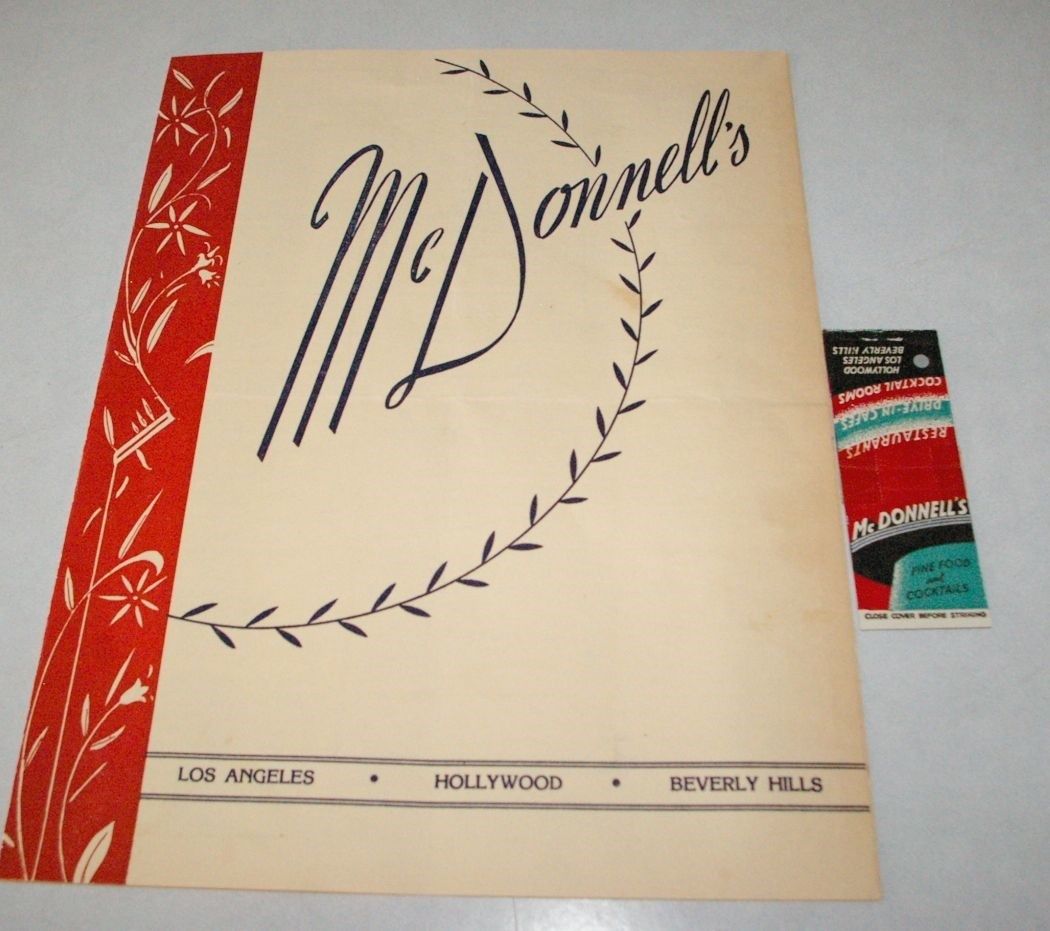 McDonnell's
LOS ANGELES • HOLLYWOOD • BEVERLY HILLS
HOLLYWOOD
LOS ANGELES
BEVERLY HILLS
RESTAURANTS
DRIVE-IN CAFES
COCKTAIL ROOMS
McDONNELL'S
FINE FOOD
and
COCKTAILS
CLOSE COVER BEFORE STRIKING